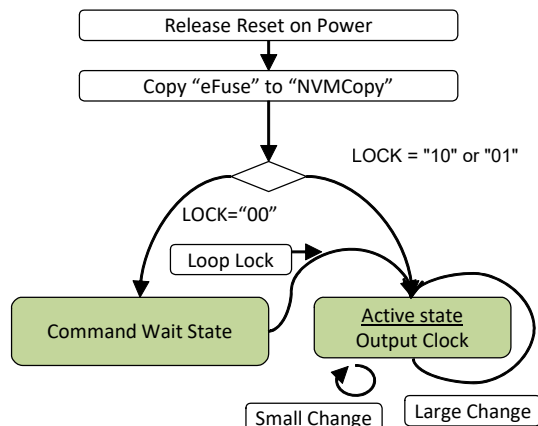 Release Reset on Power
Copy “eFuse” to “NVMCopy”
LOCK = "10" or "01"
LOCK=“00”
Loop Lock
Command Wait State
Active state
Output Clock
Small Change
Large Change